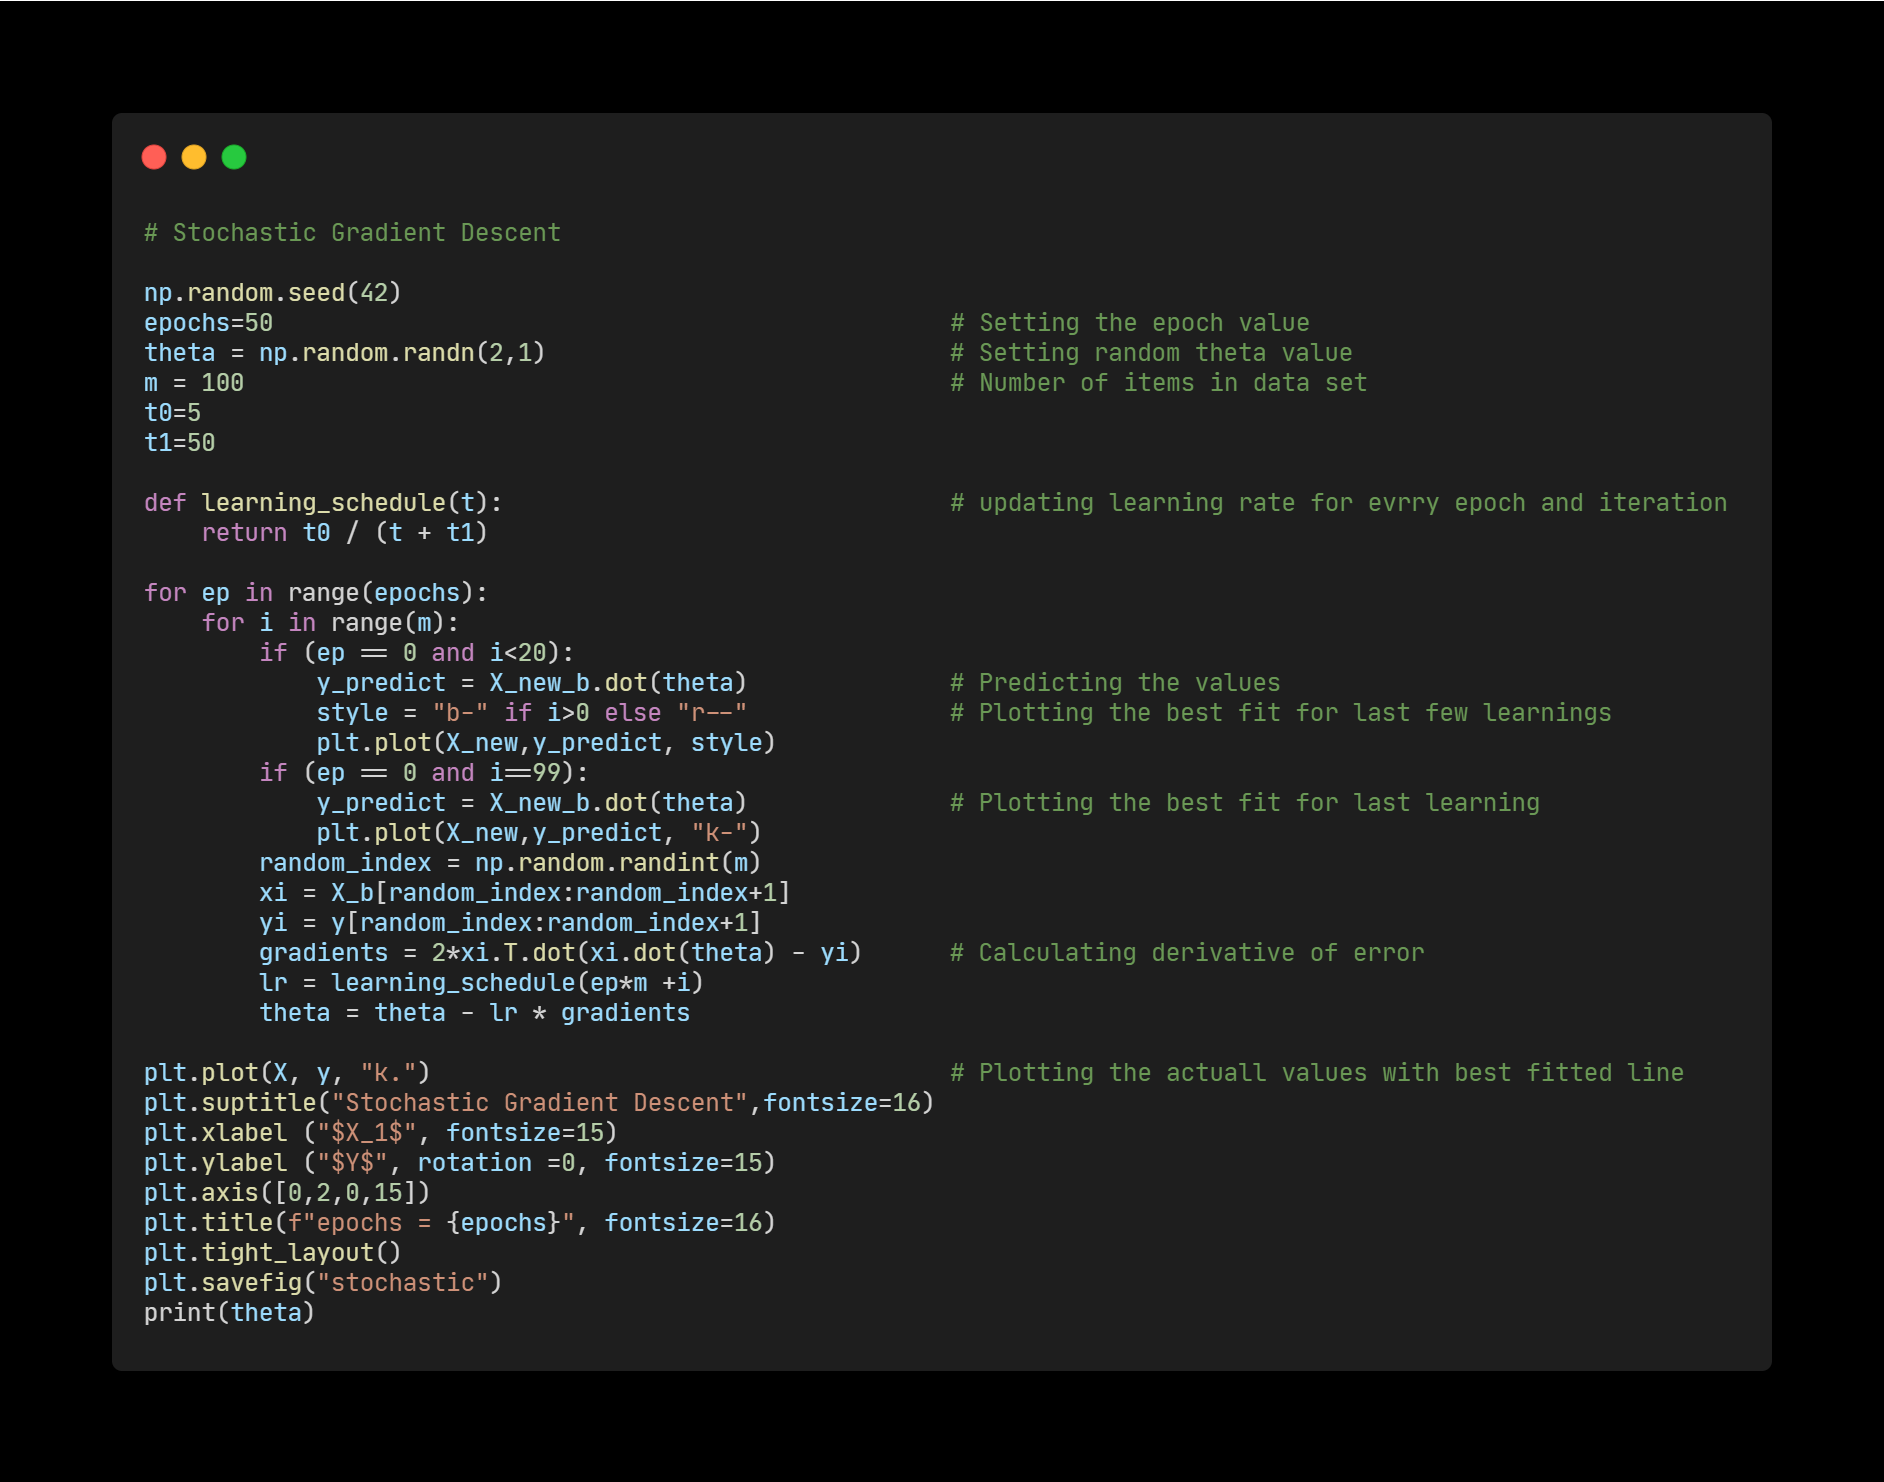 # Stochastic Gradient Descent
np.random.seed(42)
epochs=50 # Setting the epoch value
theta = np.random.randn(2,1) # Setting random theta value
m = 100 # Number of items in data set
t0=5
t1=50
def learning_schedule(t): # updating learning rate for evrry epoch and iteration
    return t0 / (t + t1)
for ep in range(epochs):
    for i in range(m):
        if (ep == 0 and i<20):
            y_predict = X_new_b.dot(theta) # Predicting the values
            style = "b-" if i>0 else "r--" # Plotting the best fit for last few learnings
            plt.plot(X_new,y_predict, style)
        if (ep == 0 and i==99):
            y_predict = X_new_b.dot(theta) # Plotting the best fit for last learning
            plt.plot(X_new,y_predict, "k-")
        random_index = np.random.randint(m)
        xi = X_b[random_index:random_index+1]
        yi = y[random_index:random_index+1]
        gradients = 2*xi.T.dot(xi.dot(theta) - yi) # Calculating derivative of error
        lr = learning_schedule(ep*m +i)
        theta = theta - lr * gradients
plt.plot(X, y, "k.") # Plotting the actuall values with best fitted line
plt.suptitle("Stochastic Gradient Descent",fontsize=16)
plt.xlabel ("$X_1$", fontsize=15)
plt.ylabel ("$Y$", rotation =0, fontsize=15)
plt.axis([0,2,0,15])
plt.title(f"epochs = {epochs}", fontsize=16)
plt.tight_layout()
plt.savefig("stochastic")
print(theta)